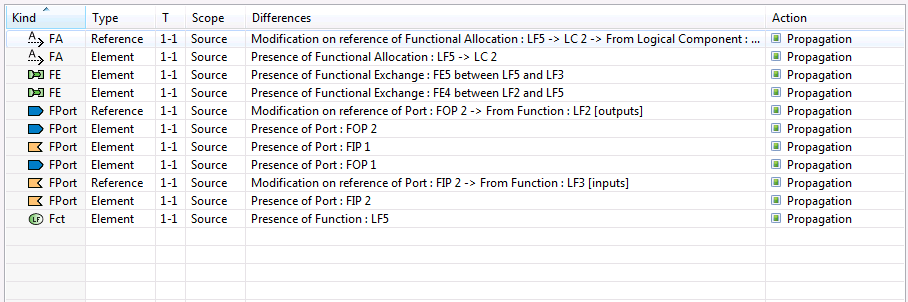 Kind Type T Scope Differences Action
FA Reference 1-1 Source Modification on reference of Functional Allocation : LF5 -> LC 2 -> From Logical Component : ... Propagation
FA Element 1-1 Source Presence of Functional Allocation : LF5 -> LC 2 Propagation
FE Element 1-1 Source Presence of Functional Exchange : FE5 between LF5 and LF3 Propagation
FE Element 1-1 Source Presence of Functional Exchange : FE4 between LF2 and LF5 Propagation
FPort Reference 1-1 Source Modification on reference of Port : FOP 2 -> From Function : LF2 [outputs] Propagation
FPort Element 1-1 Source Presence of Port : FOP 2 Propagation
FPort Element 1-1 Source Presence of Port : FIP 1 Propagation
FPort Element 1-1 Source Presence of Port : FOP 1 Propagation
FPort Reference 1-1 Source Modification on reference of Port : FIP 2 -> From Function : LF3 [inputs] Propagation
FPort Element 1-1 Source Presence of Port : FIP 2 Propagation
LF Fct Element 1-1 Source Presence of Function : LF5 Propagation